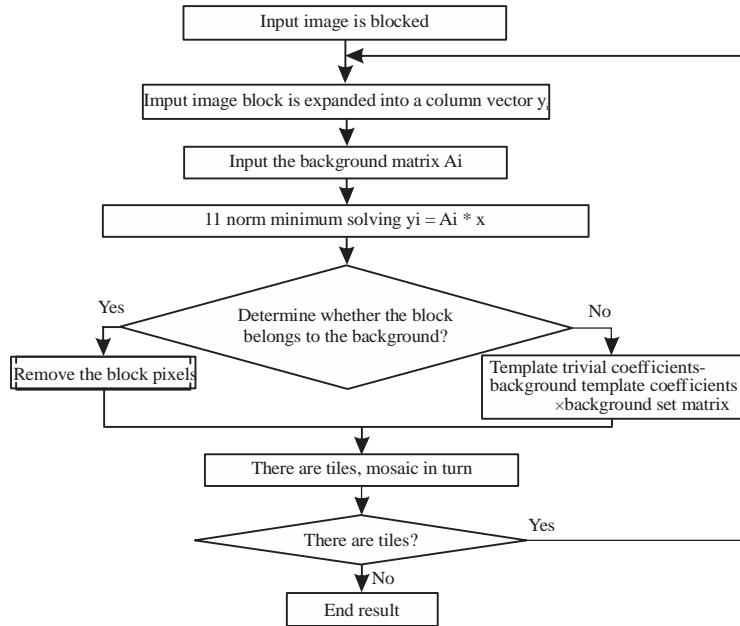 Input image is blocked
Imput image block is expanded into a column vector yi
Input the background matrix Ai
11 norm minimum solving yi = Ai * x
Yes
Determine whether the block
belongs to the background?
No
Remove the block pixels
Template trivial coefficients-
background template coefficients
×background set matrix
There are tiles, mosaic in turn
There are tiles?
Yes
No
End result